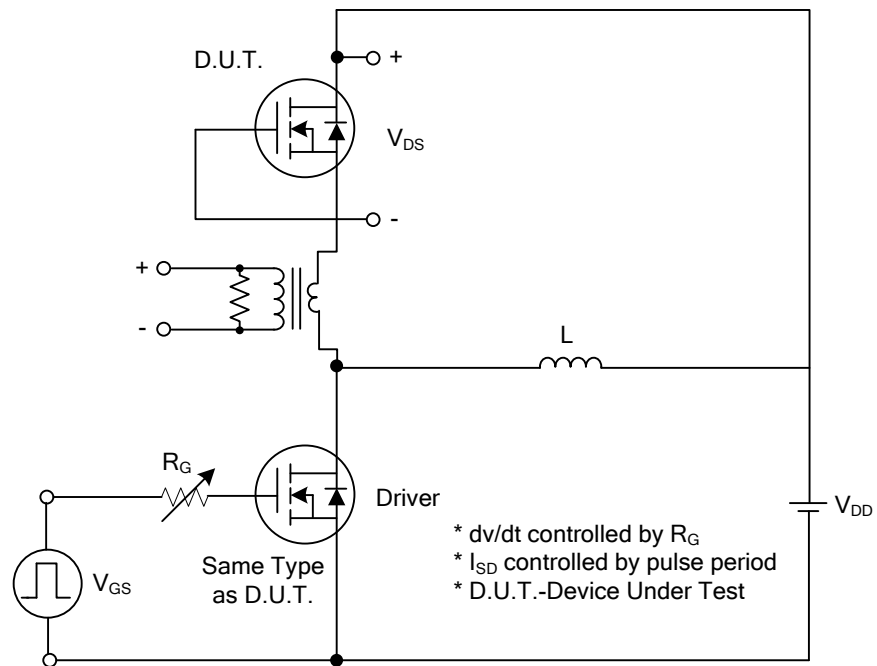 D.U.T.
+
V_DS
-
+
-
L
R_G
Driver
V_DD
V_GS
Same Type
as D.U.T.
* dv/dt controlled by R_G
* I_SD controlled by pulse period
* D.U.T.-Device Under Test